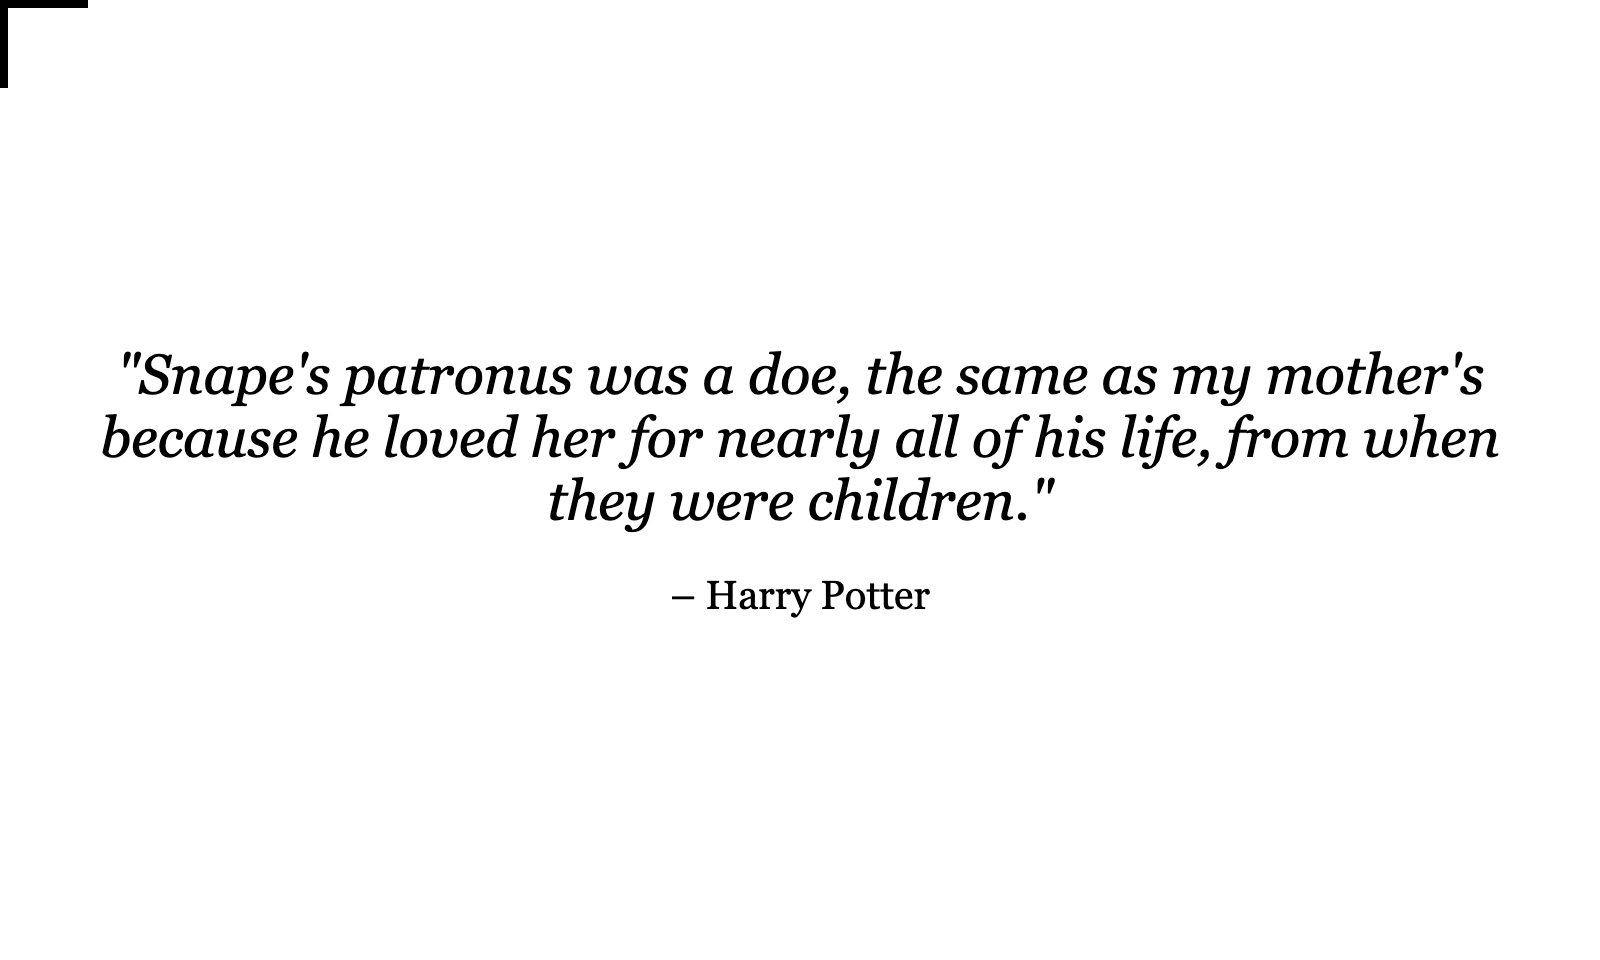 "Snape's patronus was a doe, the same as my mother's
because he loved her for nearly all of his life, from when
they were children."
– Harry Potter